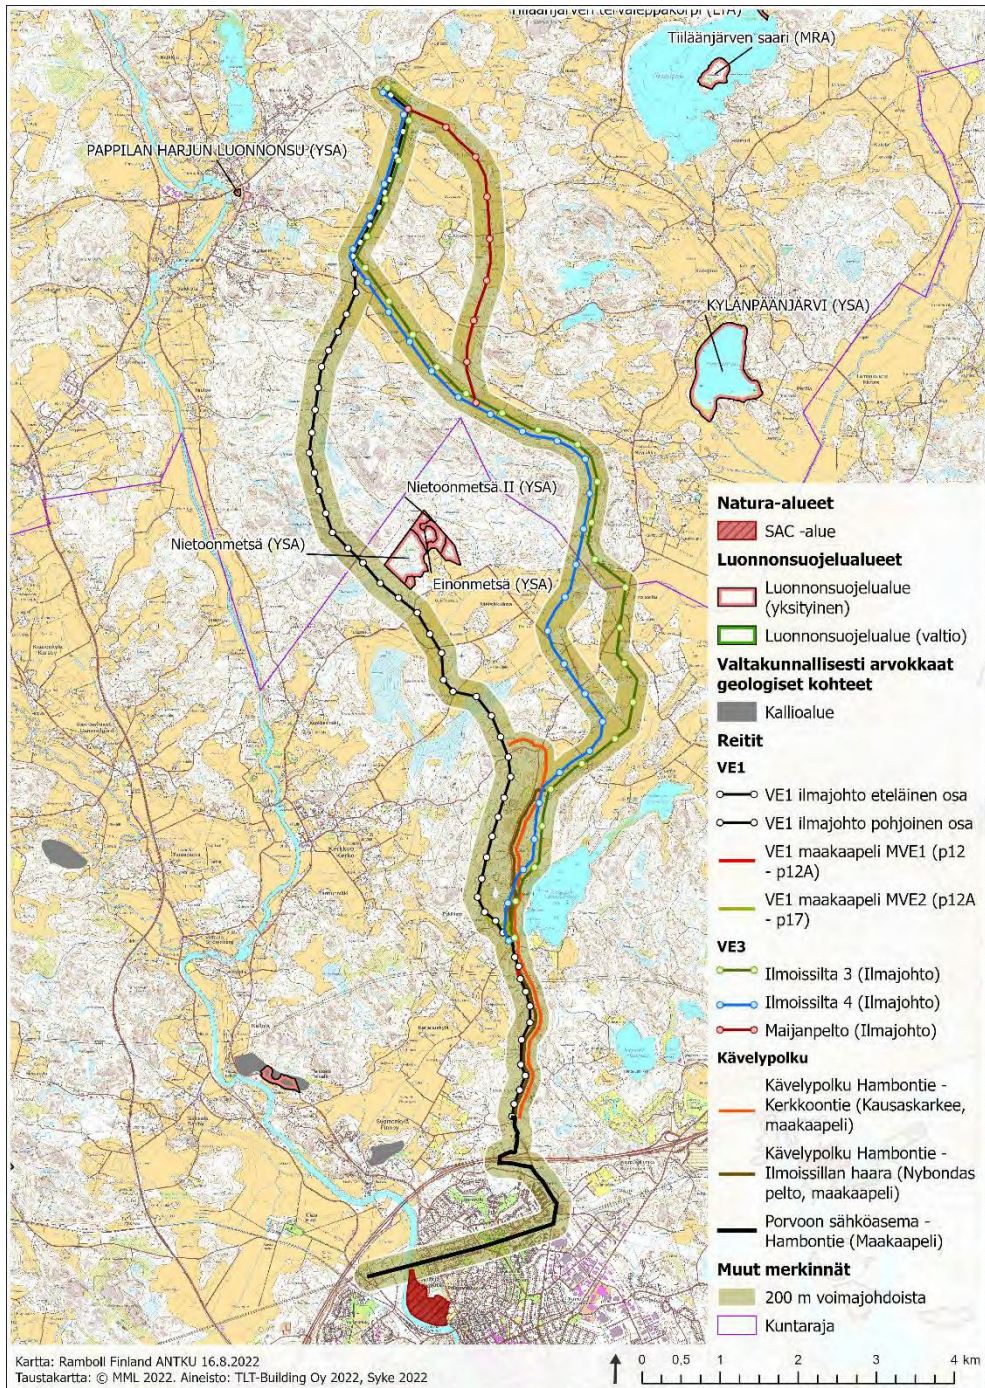 Tiiläänjärven saari (MRA)
PAPPILAN HARJUN LUONNONSU (YSA)
KYLÄNPÄÄNJÄRVI (YSA)
Nietoonmetsä II (YSA)
Nietoonmetsä (YSA)
Einonmetsä (YSA)
Natura-alueet
SAC -alue
Luonnonsuojelualueet
Luonnonsuojelualue
(yksityinen)
Luonnonsuojelualue (valtio)
Valtakunnallisesti arvokkaat
geologiset kohteet
Kallioalue
Reitit
VE1
VE1 ilmajohto eteläinen osa
VE1 ilmajohto pohjoinen osa
VE1 maakaapeli MVE1 (p12
- p12A)
VE1 maakaapeli MVE2 (p12A
- p17)
VE3
Ilmoissilta 3 (Ilmajohto)
Ilmoissilta 4 (Ilmajohto)
Maijanpelto (Ilmajohto)
Kävelypolku
Kävelypolku Hambontie -
Kerkkoontie (Kausaskarkee,
maakaapeli)
Kävelypolku Hambontie -
Ilmoissillan haara (Nybondas
pelto, maakaapeli)
Porvoon sähköasema -
Hambontie (Maakaapeli)
Muut merkinnät
200 m voimajohdoista
Kuntaraja
Kartta: Ramboll Finland ANTKU 16.8.2022
Taustakartta: © MML 2022. Aineisto: TLT-Building Oy 2022, Syke 2022
0 0,5 1 2 3 4 km